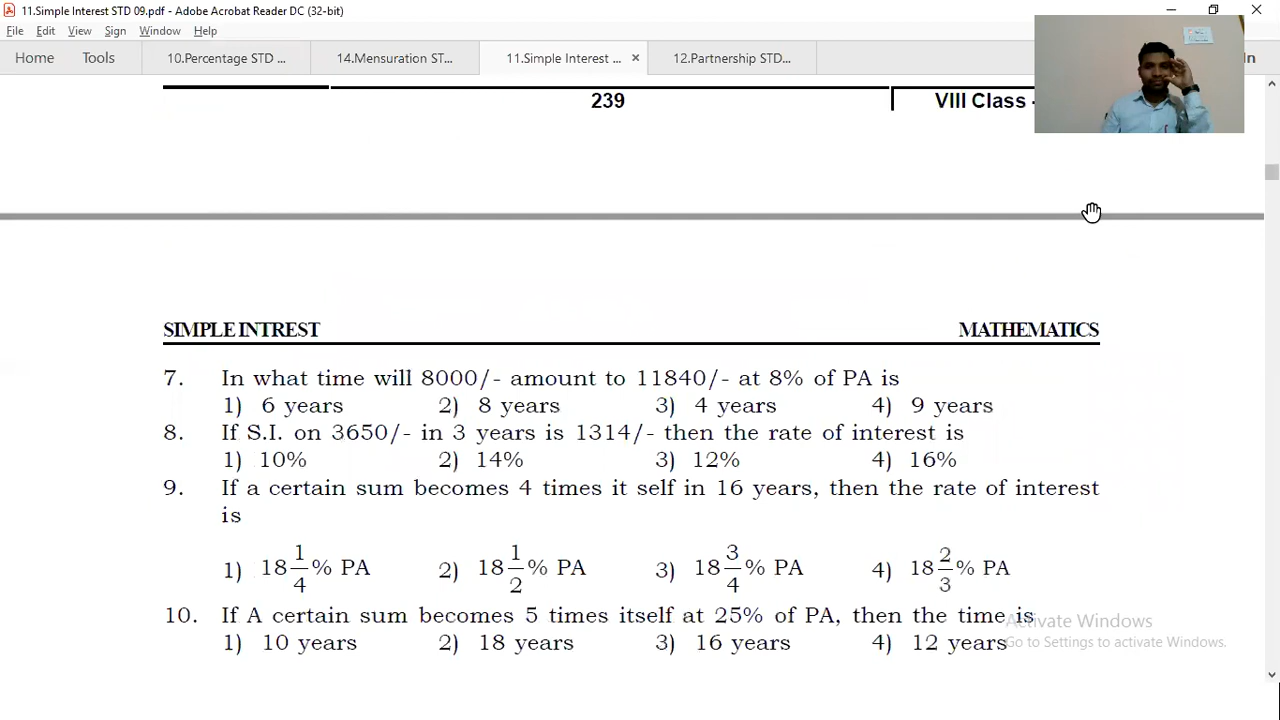 11.Simple Interest STD 09.pdf - Adobe Acrobat Reader DC (32-bit)
File Edit View Sign Window Help
Home Tools 10.Percentage STD ... 14.Mensuration ST... 11.Simple Interest ... × 12.Partnership STD... In
239 VIII Class -
SIMPLE INTREST MATHEMATICS
7. In what time will 8000/- amount to 11840/- at 8% of PA is
1) 6 years 2) 8 years 3) 4 years 4) 9 years
8. If S.I. on 3650/- in 3 years is 1314/- then the rate of interest is
1) 10% 2) 14% 3) 12% 4) 16%
9. If a certain sum becomes 4 times it self in 16 years, then the rate of interest
is
1) 18 1/4 % PA 2) 18 1/2 % PA 3) 18 3/4 % PA 4) 18 2/3 % PA
10. If A certain sum becomes 5 times itself at 25% of PA, then the time is
1) 10 years 2) 18 years 3) 16 years 4) 12 years
Activate Windows
Go to Settings to activate Windows.